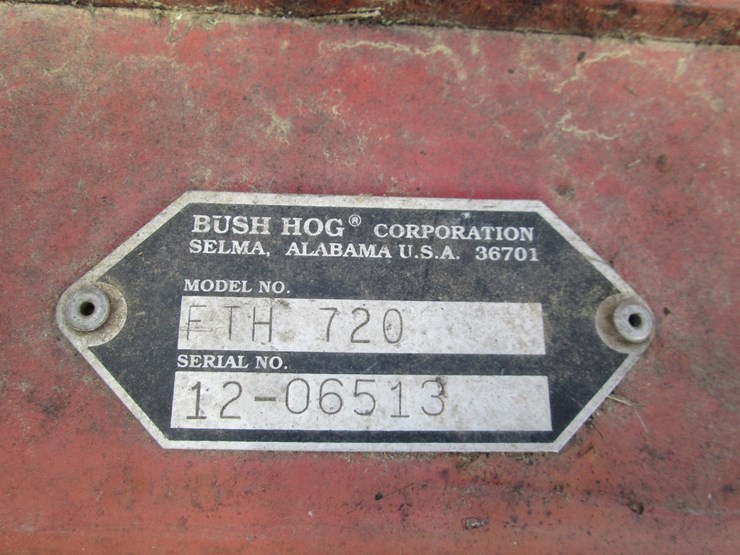 BUSH HOG® CORPORATION
SELMA, ALABAMA U.S.A. 36701
MODEL NO.
FTH 720
SERIAL NO.
12-06513